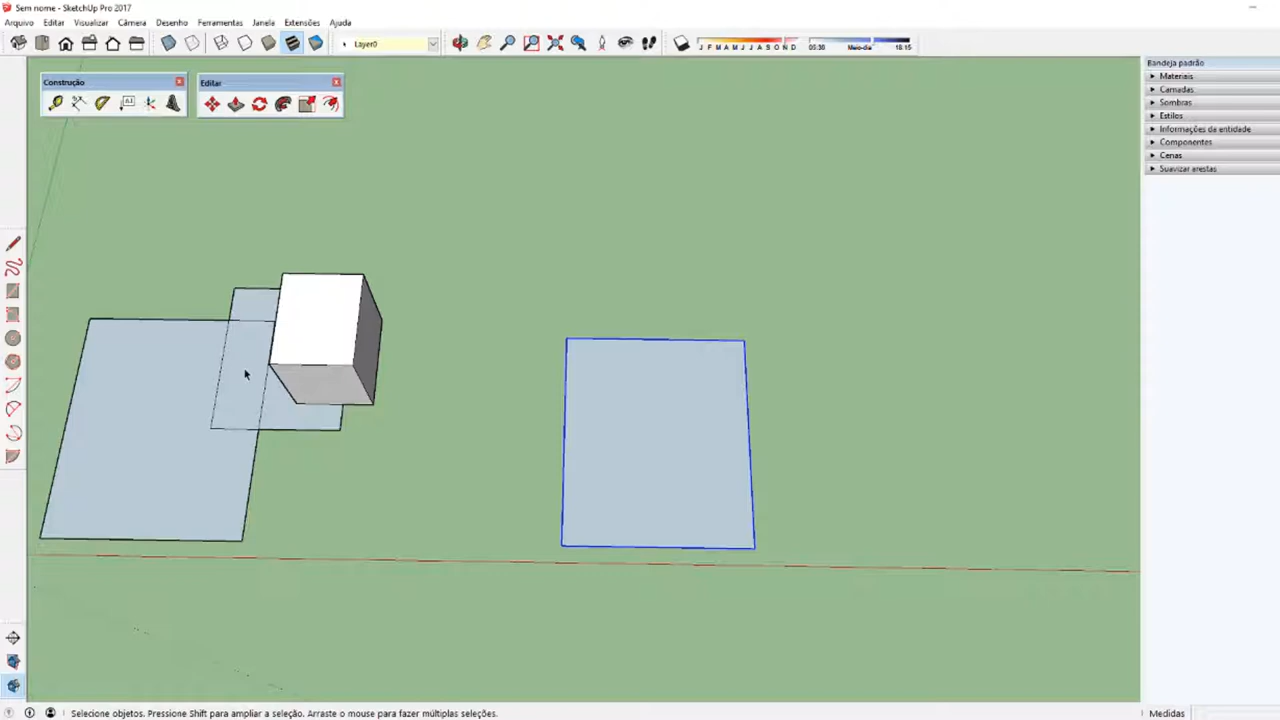 Sem nome - SketchUp Pro 2017
Arquivo Editar Visualizar Câmera Desenho Ferramentas Janela Extensões Ajuda
Layer0
J F M A M J J A S O N D 05:30 Meio-dia 18:15
Construção
Editar
Bandeja padrão
Materiais
Camadas
Sombras
Estilos
Informações da entidade
Componentes
Cenas
Suavizar arestas
Selecione objetos. Pressione Shift para ampliar a seleção. Arraste o mouse para fazer múltiplas seleções.
Medidas